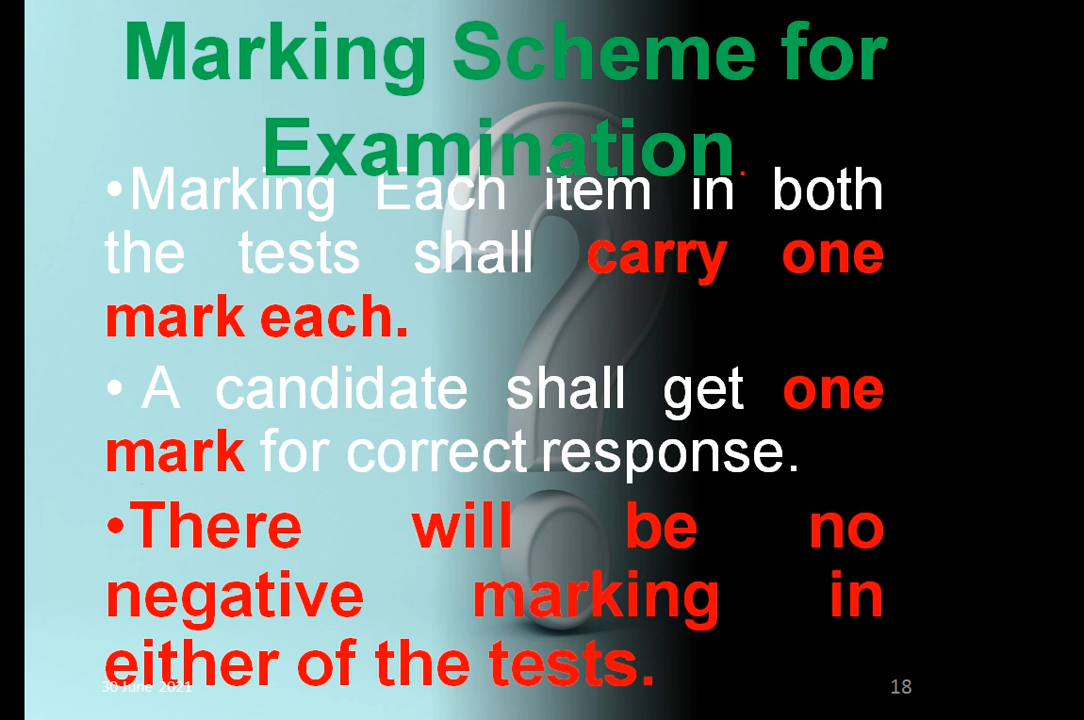 Marking Scheme for
Examination.
•Marking Each item in both
the tests shall carry one
mark each.
• A candidate shall get one
mark for correct response.
•There will be no
negative marking in
either of the tests.
30 June 2021
18